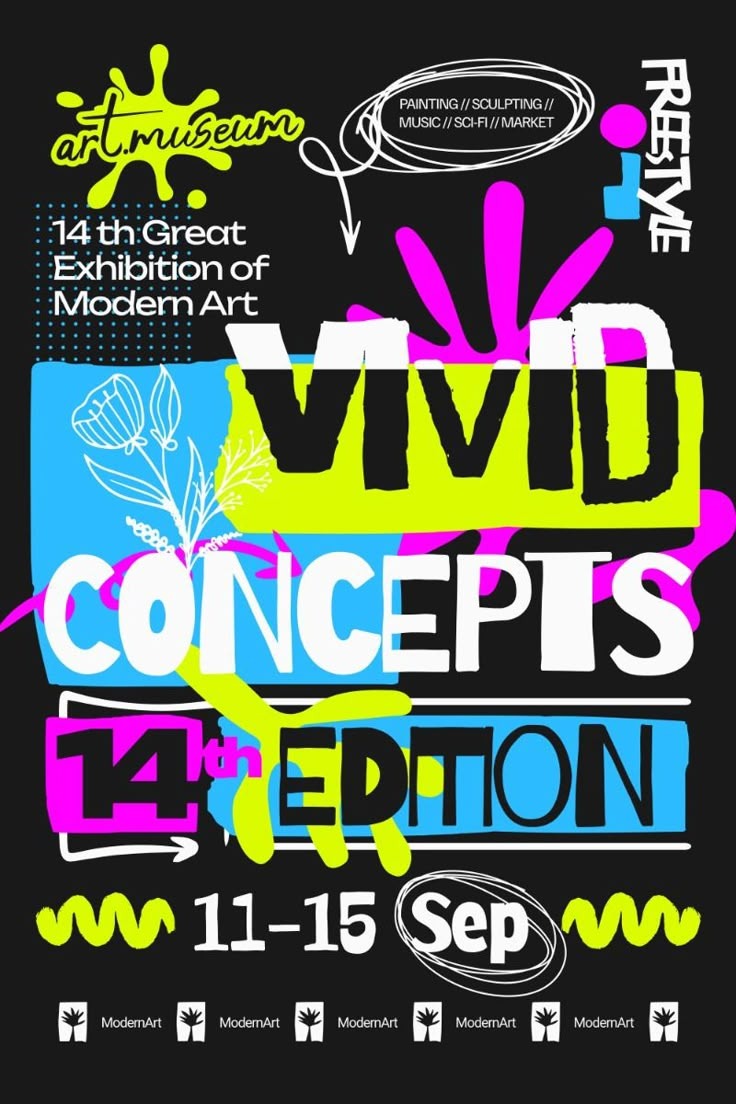 art.museum
PAINTING // SCULPTING //
MUSIC // SCI-FI // MARKET
FREESTYLE
14 th Great
Exhibition of
Modern Art
VIVID
CONCEPTS
14th EDITION
11-15 Sep
ModernArt ModernArt ModernArt ModernArt ModernArt